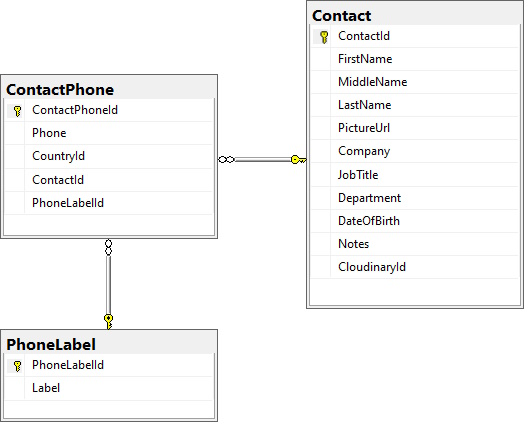 Contact
ContactId
FirstName
MiddleName
LastName
PictureUrl
Company
JobTitle
Department
DateOfBirth
Notes
CloudinaryId
ContactPhone
ContactPhoneId
Phone
CountryId
ContactId
PhoneLabelId
PhoneLabel
PhoneLabelId
Label